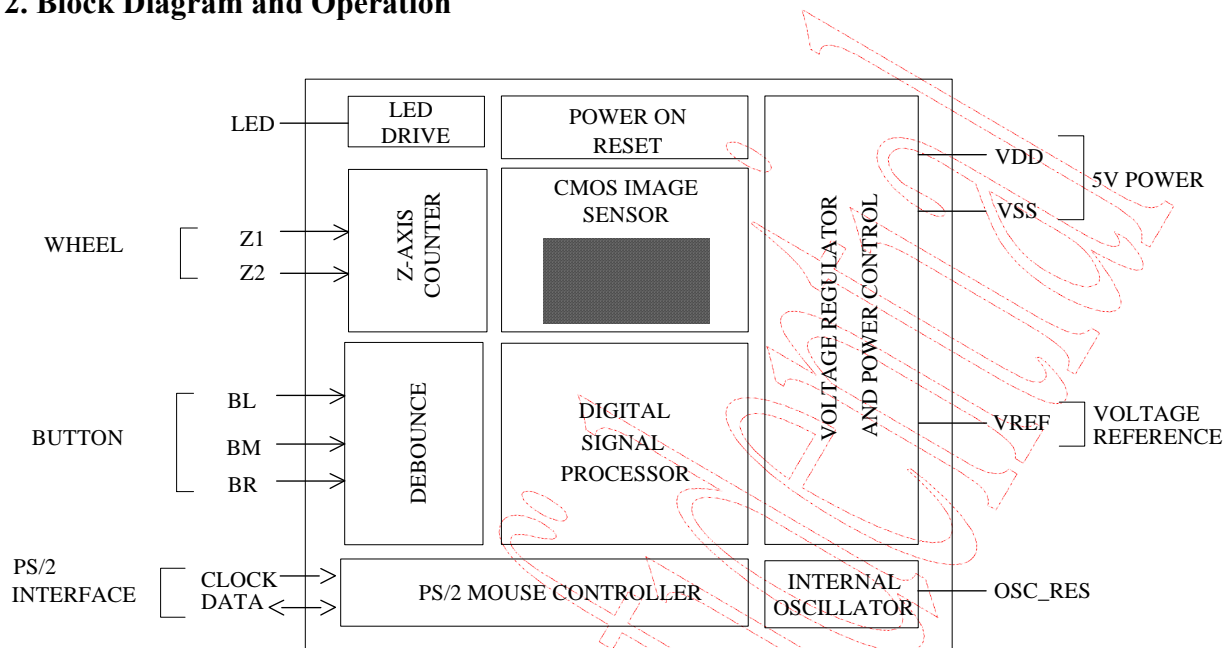 2. Block Diagram and Operation
LED
LED
DRIVE
POWER ON
RESET
VDD
VSS
5V POWER
WHEEL
Z1
Z2
Z-AXIS
COUNTER
CMOS IMAGE
SENSOR
VOLTAGE REGULATOR
AND POWER CONTROL
BUTTON
BL
BM
BR
DEBOUNCE
DIGITAL
SIGNAL
PROCESSOR
VREF
VOLTAGE
REFERENCE
PS/2
INTERFACE
CLOCK
DATA
PS/2 MOUSE CONTROLLER
INTERNAL
OSCILLATOR
OSC_RES